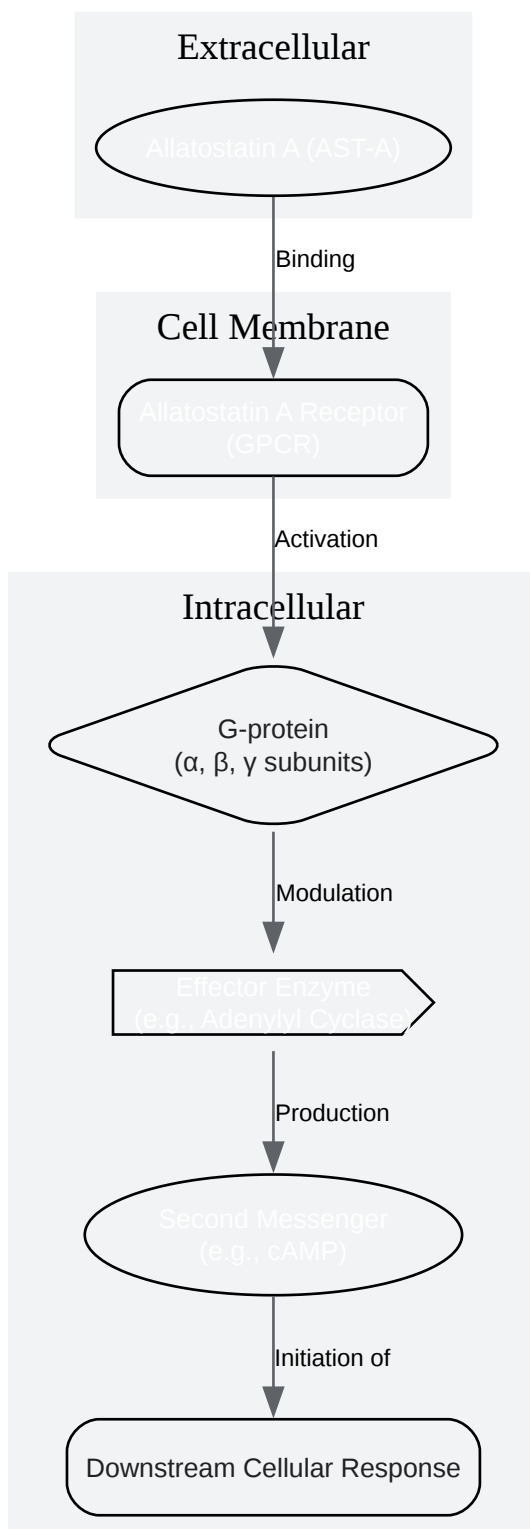 Extracellular
Allatostatin A (AST-A)
Binding
Cell Membrane
Allatostatin A Receptor
(GPCR)
Activation
Intracellular
G-protein
(α, β, γ subunits)
Modulation
Effector Enzyme
(e.g., Adenylyl Cyclase)
Production
Second Messenger
(e.g., cAMP)
Initiation of
Downstream Cellular Response